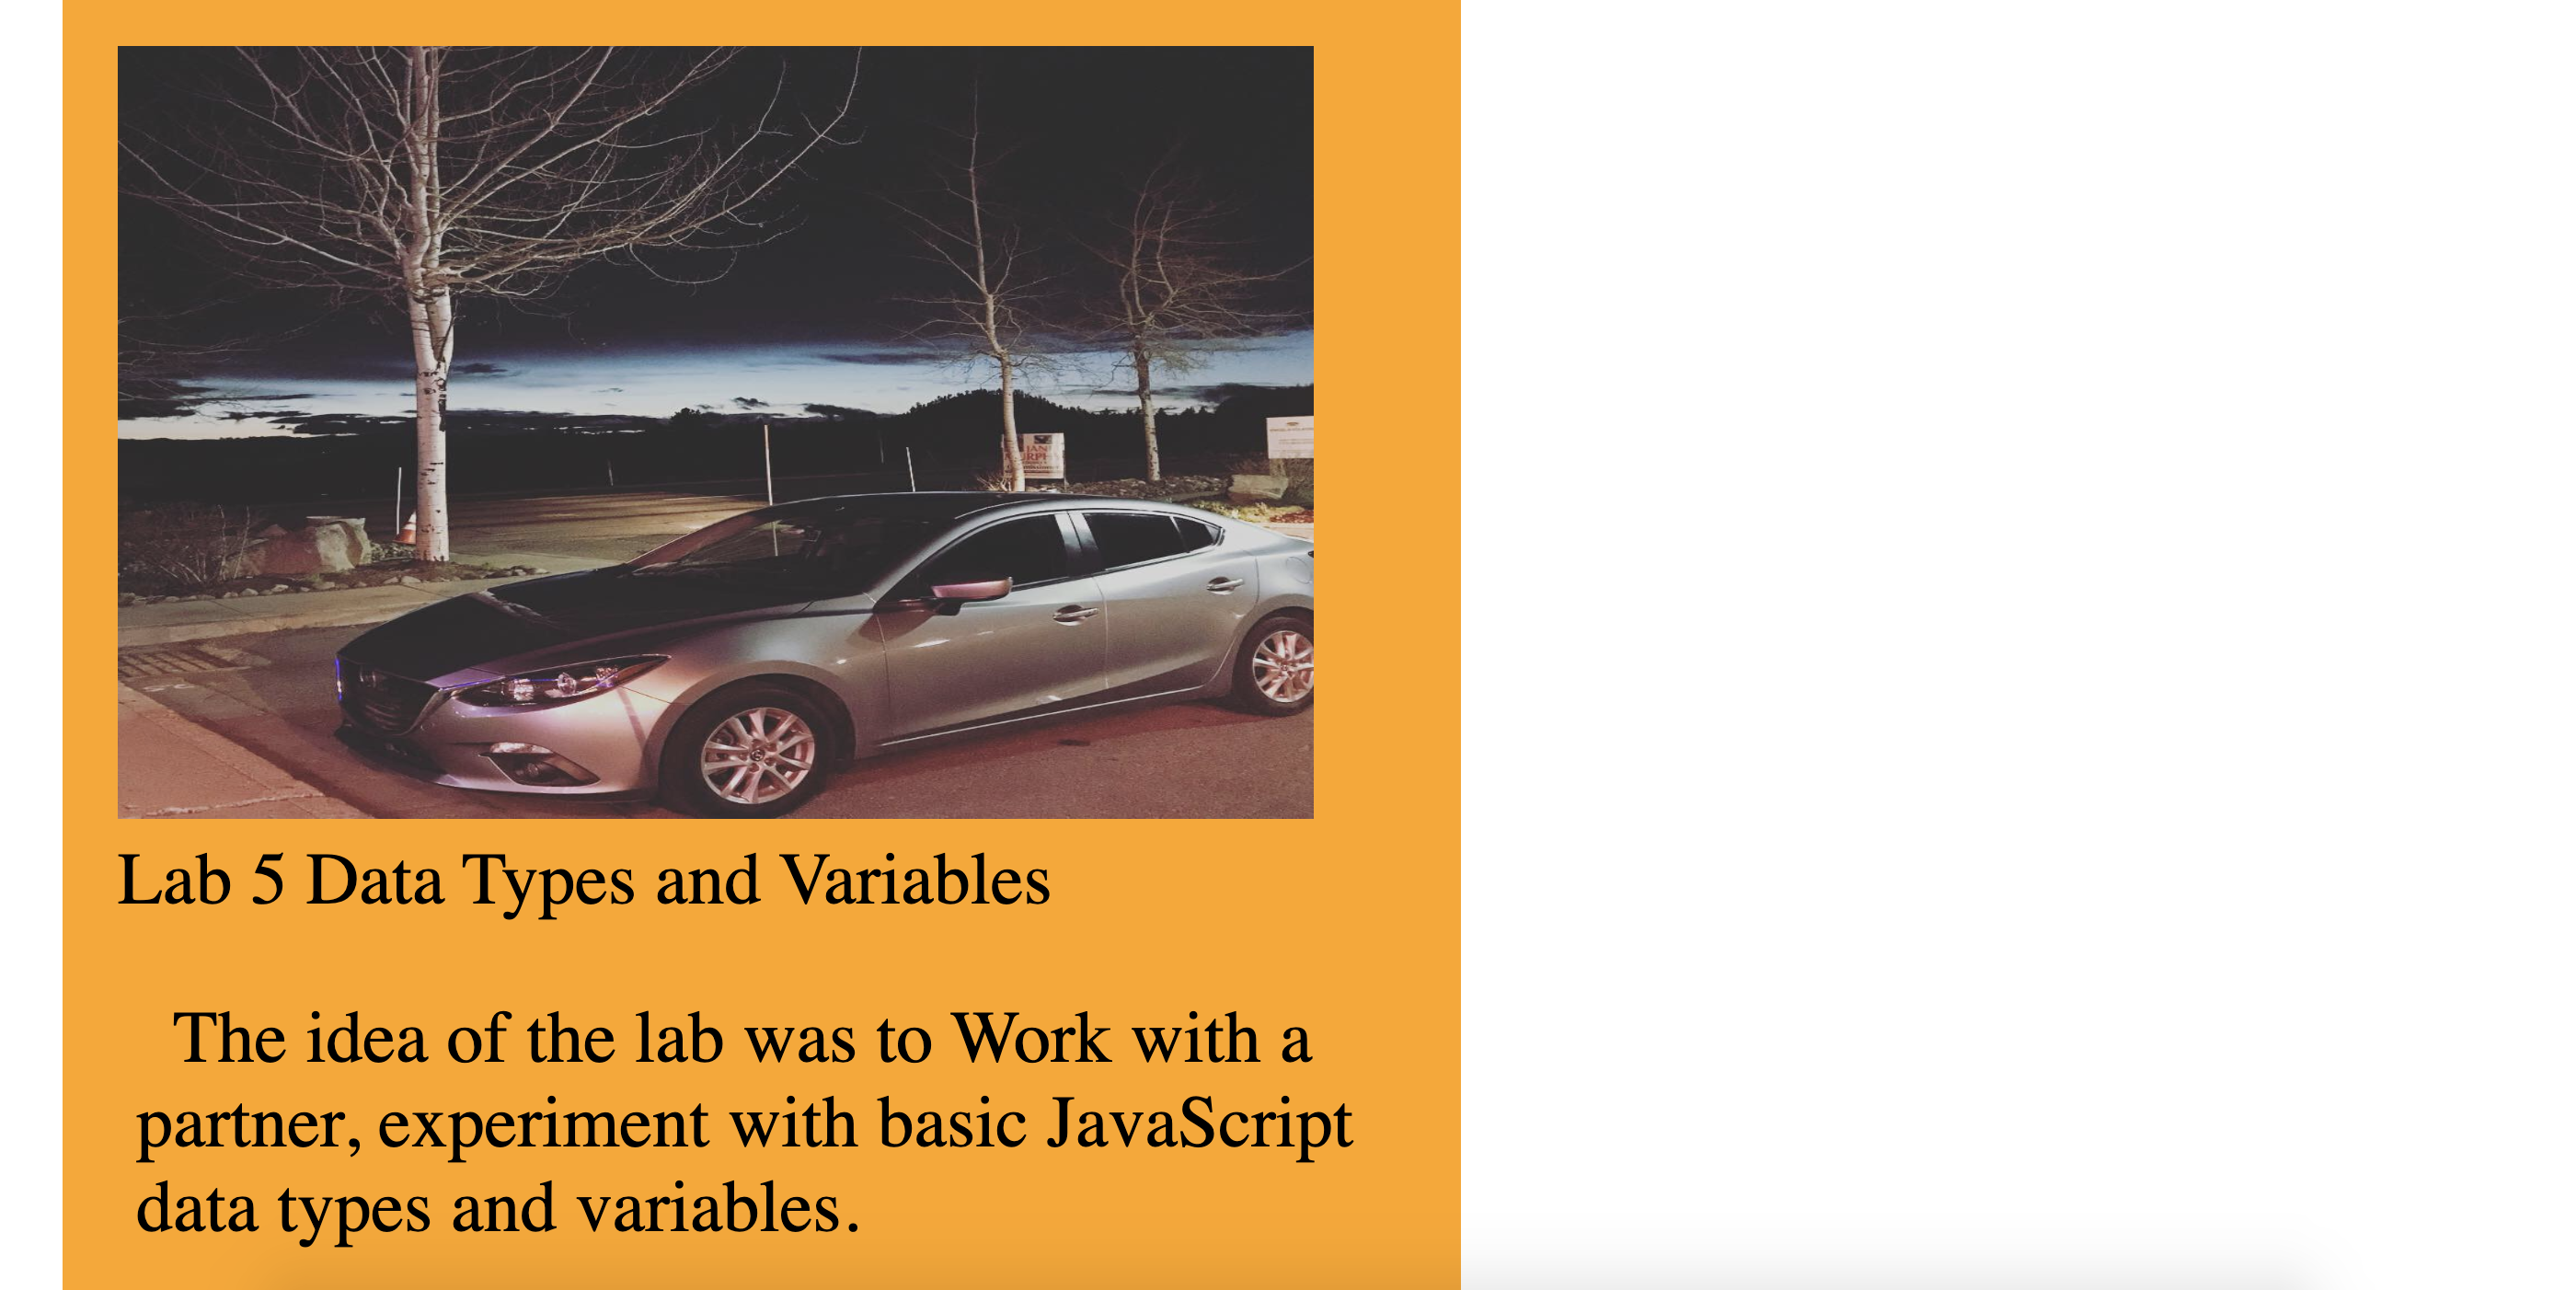 Lab 5 Data Types and Variables
The idea of the lab was to Work with a
partner, experiment with basic JavaScript
data types and variables.